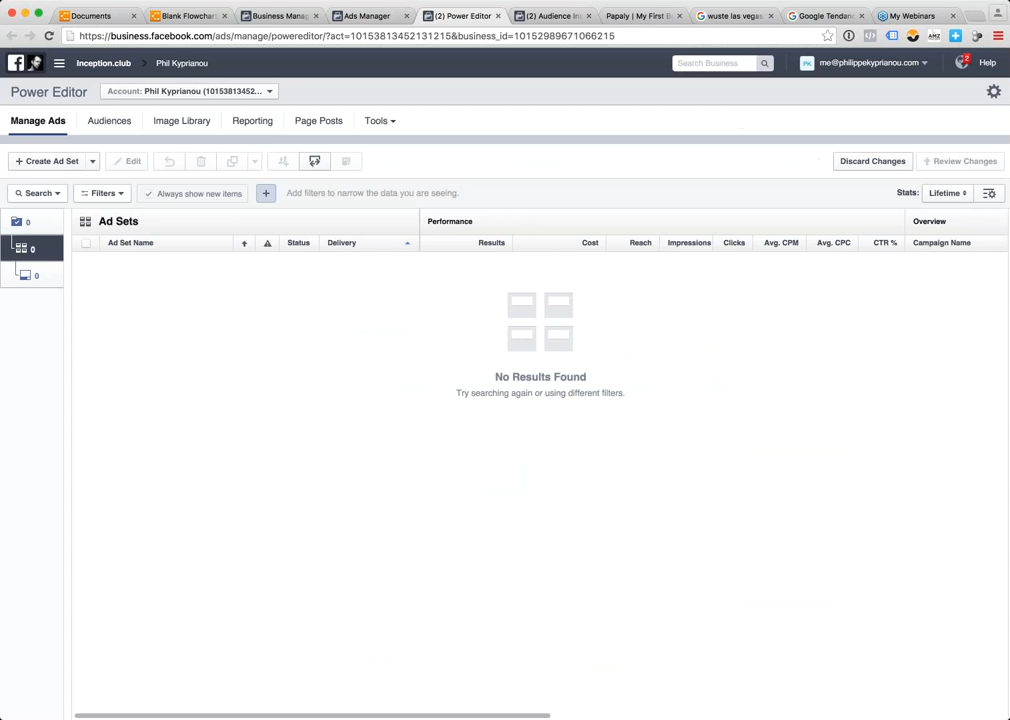 Documents
Blank Flowchart
Business Manag
Ads Manager
(2) Power Editor
(2) Audience In
Papaly | My First B
wuste las vegas
Google Tendanc
My Webinars
https://business.facebook.com/ads/manage/powereditor/?act=10153813452131215&business_id=10152989671066215
Inception.club
Phil Kyprianou
Search Business
PK
me@philippekyprianou.com
2
Help
Power Editor
Account: Phil Kyprianou (10153813452...
Manage Ads
Audiences
Image Library
Reporting
Page Posts
Tools
+ Create Ad Set
Edit
Discard Changes
Review Changes
Search
Filters
Always show new items
+
Add filters to narrow the data you are seeing.
Stats:
Lifetime
0
Ad Sets
Performance
Overview
0
Ad Set Name
Status
Delivery
Results
Cost
Reach
Impressions
Clicks
Avg. CPM
Avg. CPC
CTR %
Campaign Name
0
No Results Found
Try searching again or using different filters.